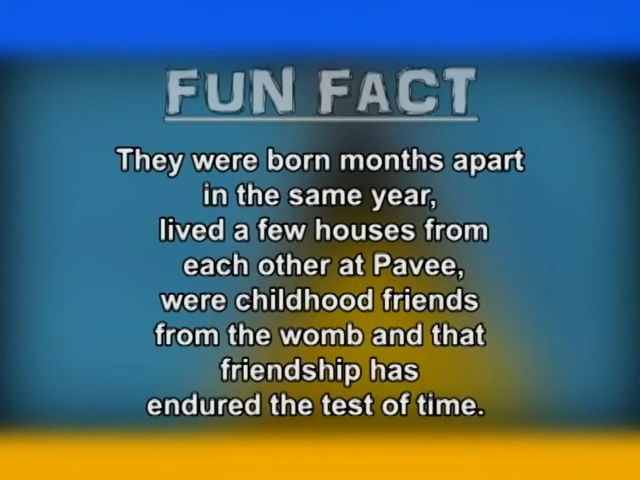 FUN FACT
They were born months apart
in the same year,
lived a few houses from
each other at Pavee,
were childhood friends
from the womb and that
friendship has
endured the test of time.